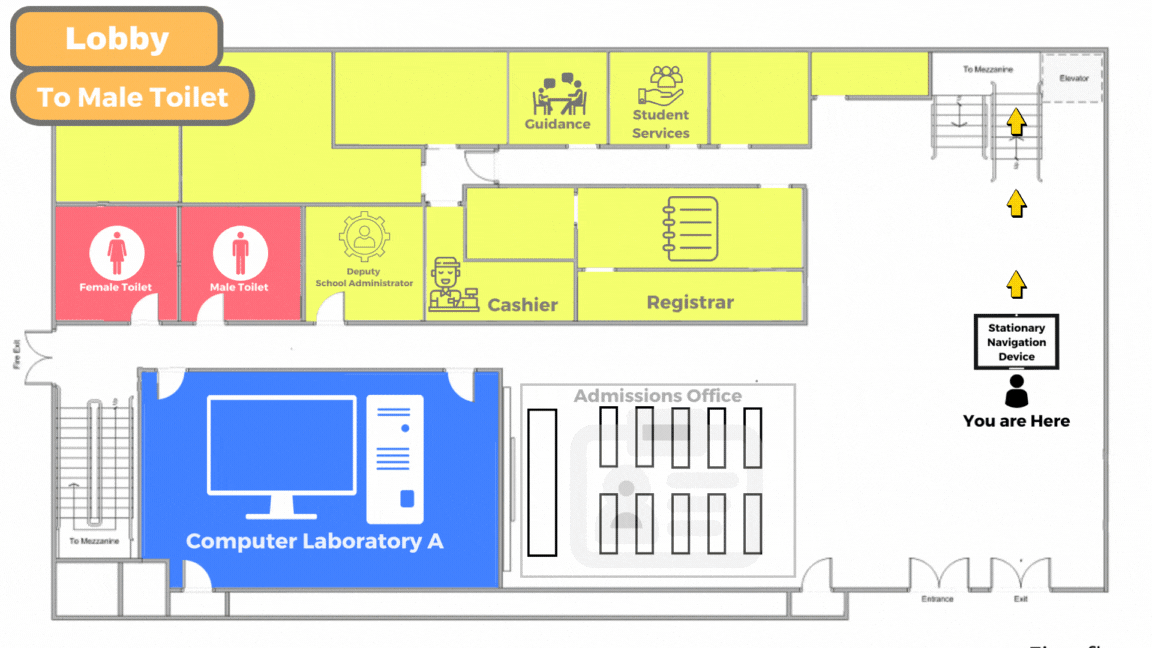 Lobby
To Male Toilet
Guidance
Student
Services
To Mezzanine
Elevator
Female Toilet
Male Toilet
Deputy
School Administrator
Cashier
Registrar
Stationary
Navigation
Device
You are Here
Fire Exit
Admissions Office
Computer Laboratory A
To Mezzanine
Entrance
Exit